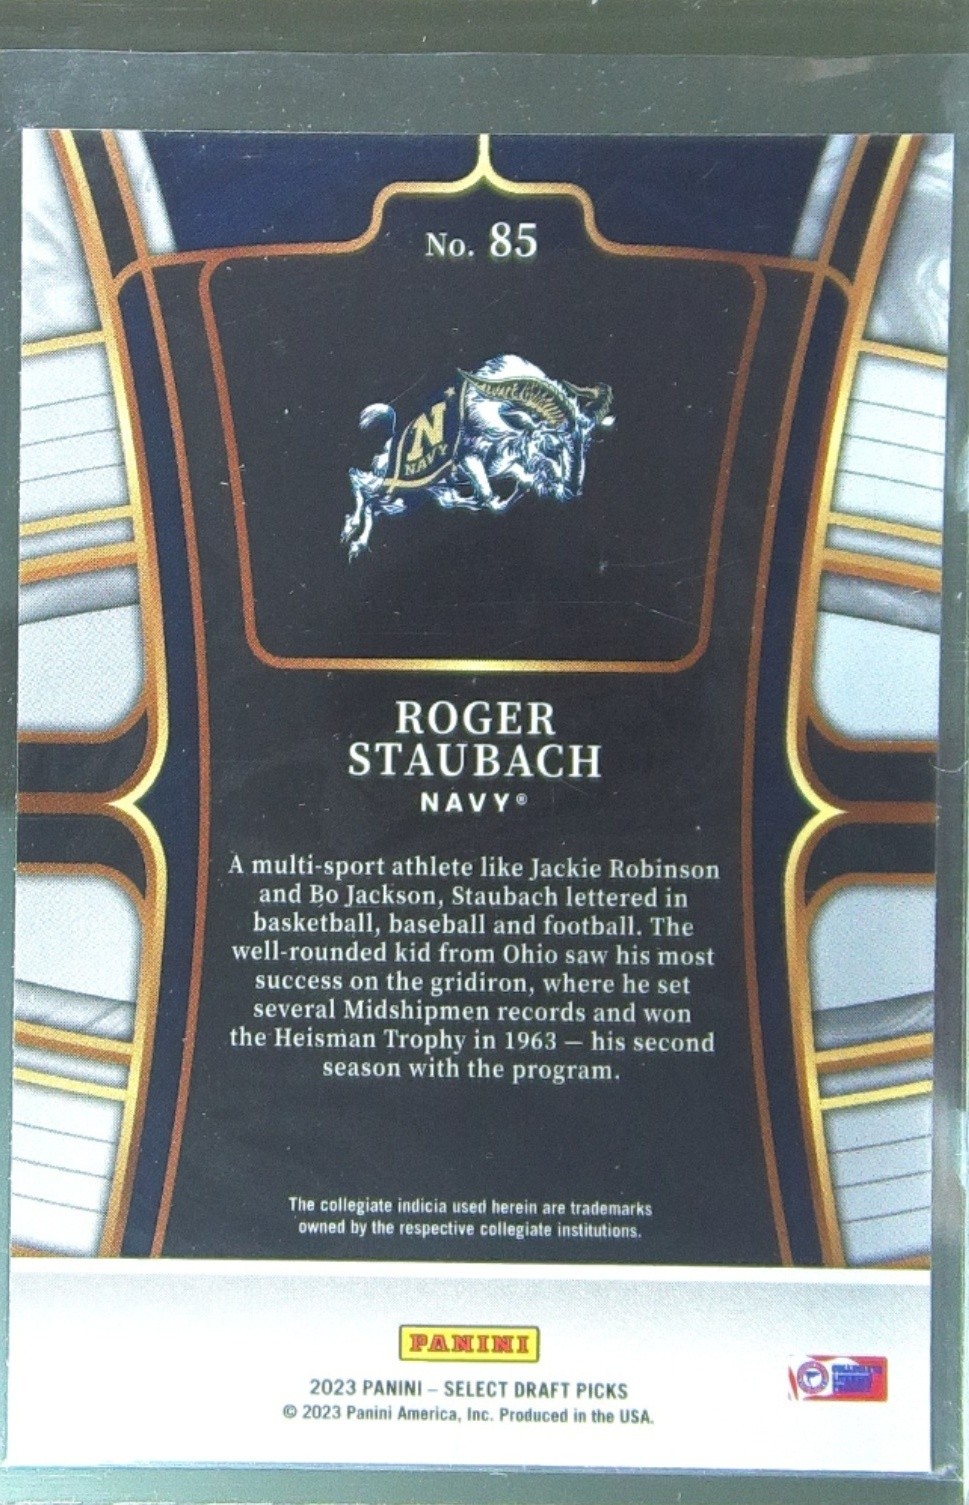 No. 85
N
NAVY
ROGER
STAUBACH
NAVY®
A multi-sport athlete like Jackie Robinson
and Bo Jackson, Staubach lettered in
basketball, baseball and football. The
well-rounded kid from Ohio saw his most
success on the gridiron, where he set
several Midshipmen records and won
the Heisman Trophy in 1963 — his second
season with the program.
The collegiate indicia used herein are trademarks
owned by the respective collegiate institutions.
PANINI
2023 PANINI – SELECT DRAFT PICKS
© 2023 Panini America, Inc. Produced in the USA.